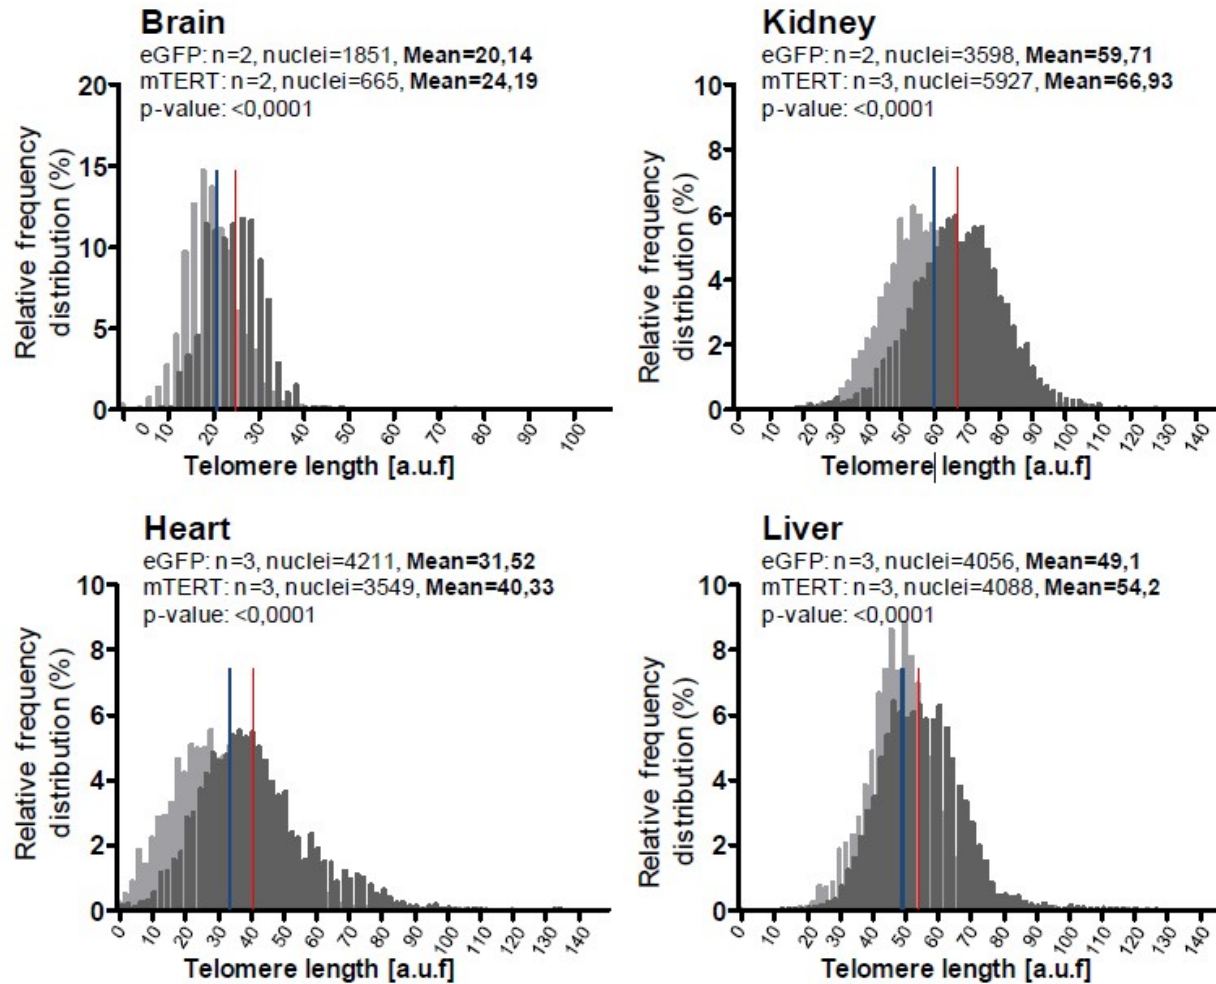 Brain
eGFP: n=2, nuclei=1851, Mean=20,14
mTERT: n=2, nuclei=665, Mean=24,19
p-value: <0,0001
20
15
10
5
0
Relative frequency
distribution (%)
0 10 20 30 40 50 60 70 80 90 100
Telomere length [a.u.f]
Kidney
eGFP: n=2, nuclei=3598, Mean=59,71
mTERT: n=3, nuclei=5927, Mean=66,93
p-value: <0,0001
10
8
6
4
2
0
Relative frequency
distribution (%)
0 10 20 30 40 50 60 70 80 90 100 110 120 130 140
Telomere length [a.u.f]
Heart
eGFP: n=3, nuclei=4211, Mean=31,52
mTERT: n=3, nuclei=3549, Mean=40,33
p-value: <0,0001
10
8
6
4
2
0
Relative frequency
distribution (%)
0 10 20 30 40 50 60 70 80 90 100 110 120 130 140
Telomere length [a.u.f]
Liver
eGFP: n=3, nuclei=4056, Mean=49,1
mTERT: n=3, nuclei=4088, Mean=54,2
p-value: <0,0001
10
8
6
4
2
0
Relative frequency
distribution (%)
0 10 20 30 40 50 60 70 80 90 100 110 120 130 140
Telomere length [a.u.f]